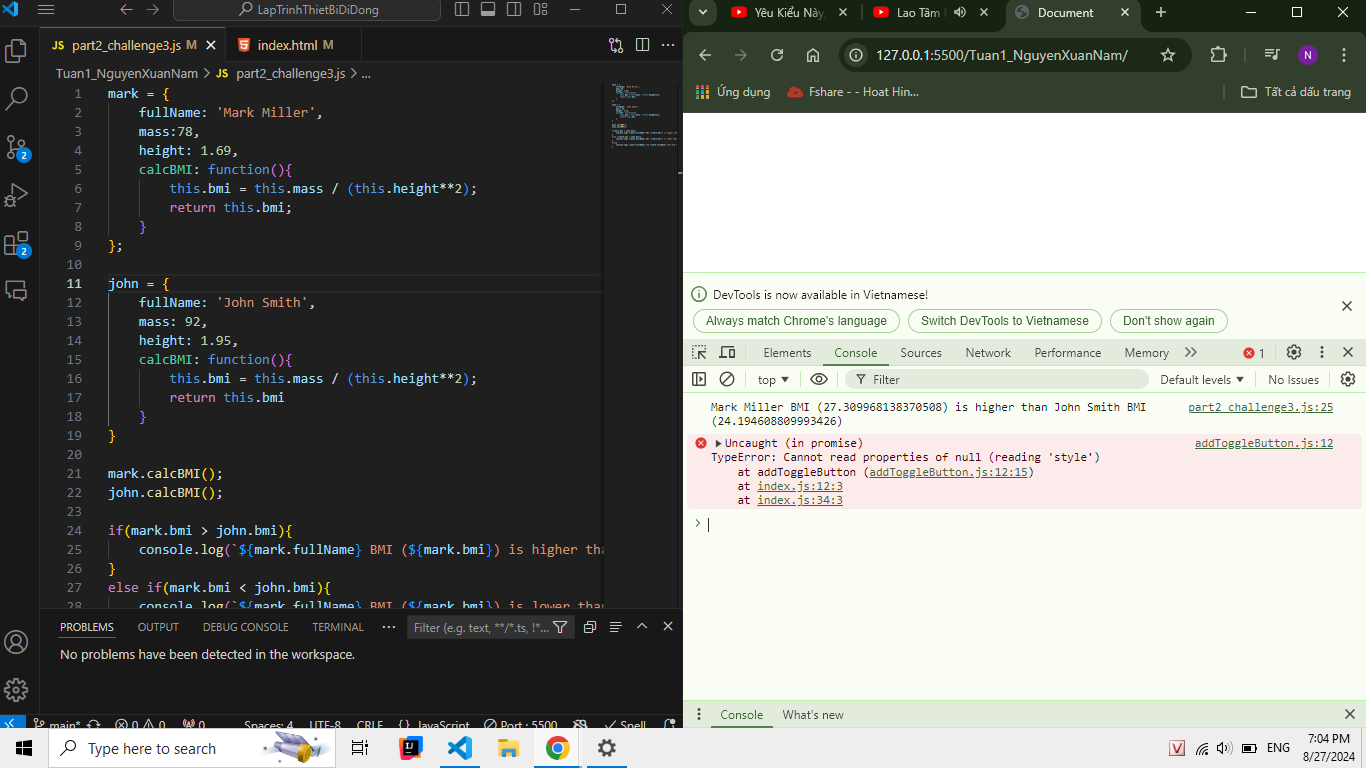 LapTrinhThietBiDiDong
JS part2_challenge3.js M
index.html M
Tuan1_NguyenXuanNam > JS part2_challenge3.js > ...
1 mark = {
2 fullName: 'Mark Miller',
3 mass:78,
4 height: 1.69,
5 calcBMI: function(){
6 this.bmi = this.mass / (this.height**2);
7 return this.bmi;
8 }
9 };
10
11 john = {
12 fullName: 'John Smith',
13 mass: 92,
14 height: 1.95,
15 calcBMI: function(){
16 this.bmi = this.mass / (this.height**2);
17 return this.bmi
18 }
19 }
20
21 mark.calcBMI();
22 john.calcBMI();
23
24 if(mark.bmi > john.bmi){
25 console.log(`${mark.fullName} BMI (${mark.bmi}) is higher tha
26 }
27 else if(mark.bmi < john.bmi){
28 console.log(`${mark.fullName} BMI (${mark.bmi}) is lower than
2
2
PROBLEMS OUTPUT DEBUG CONSOLE TERMINAL ... Filter (e.g. text, **/*.ts, !*...
No problems have been detected in the workspace.
main* 0 0 0 Spaces: 4 UTF-8 CRLF {} JavaScript Port : 5500 Spell
Yêu Kiểu Này
Lao Tâm
Document
127.0.0.1:5500/Tuan1_NguyenXuanNam/
N
Ứng dụng
Fshare - - Hoat Hin...
Tất cả dấu trang
DevTools is now available in Vietnamese!
Always match Chrome's language
Switch DevTools to Vietnamese
Don't show again
Elements Console Sources Network Performance Memory 1
top Filter Default levels No Issues
Mark Miller BMI (27.309968138370508) is higher than John Smith BMI part2_challenge3.js:25
(24.194608809993426)
Uncaught (in promise) addToggleButton.js:12
TypeError: Cannot read properties of null (reading 'style')
at addToggleButton (addToggleButton.js:12:15)
at index.js:12:3
at index.js:34:3
Console What's new
Type here to search
ENG
7:04 PM
8/27/2024